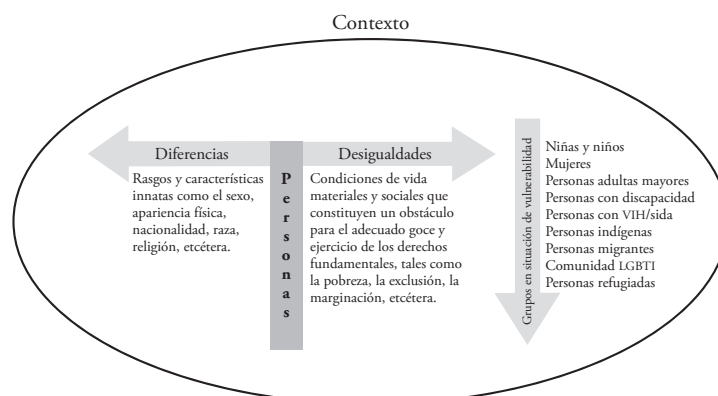 Contexto
Diferencias
Rasgos y características
innatas como el sexo,
apariencia física,
nacionalidad, raza,
religión, etcétera.
Personas
Desigualdades
Condiciones de vida
materiales y sociales que
constituyen un obstáculo
para el adecuado goce y
ejercicio de los derechos
fundamentales, tales como
la pobreza, la exclusión, la
marginación, etcétera.
Grupos en situación de vulnerabilidad
Niñas y niños
Mujeres
Personas adultas mayores
Personas con discapacidad
Personas con VIH/sida
Personas indígenas
Personas migrantes
Comunidad LGBTI
Personas refugiadas